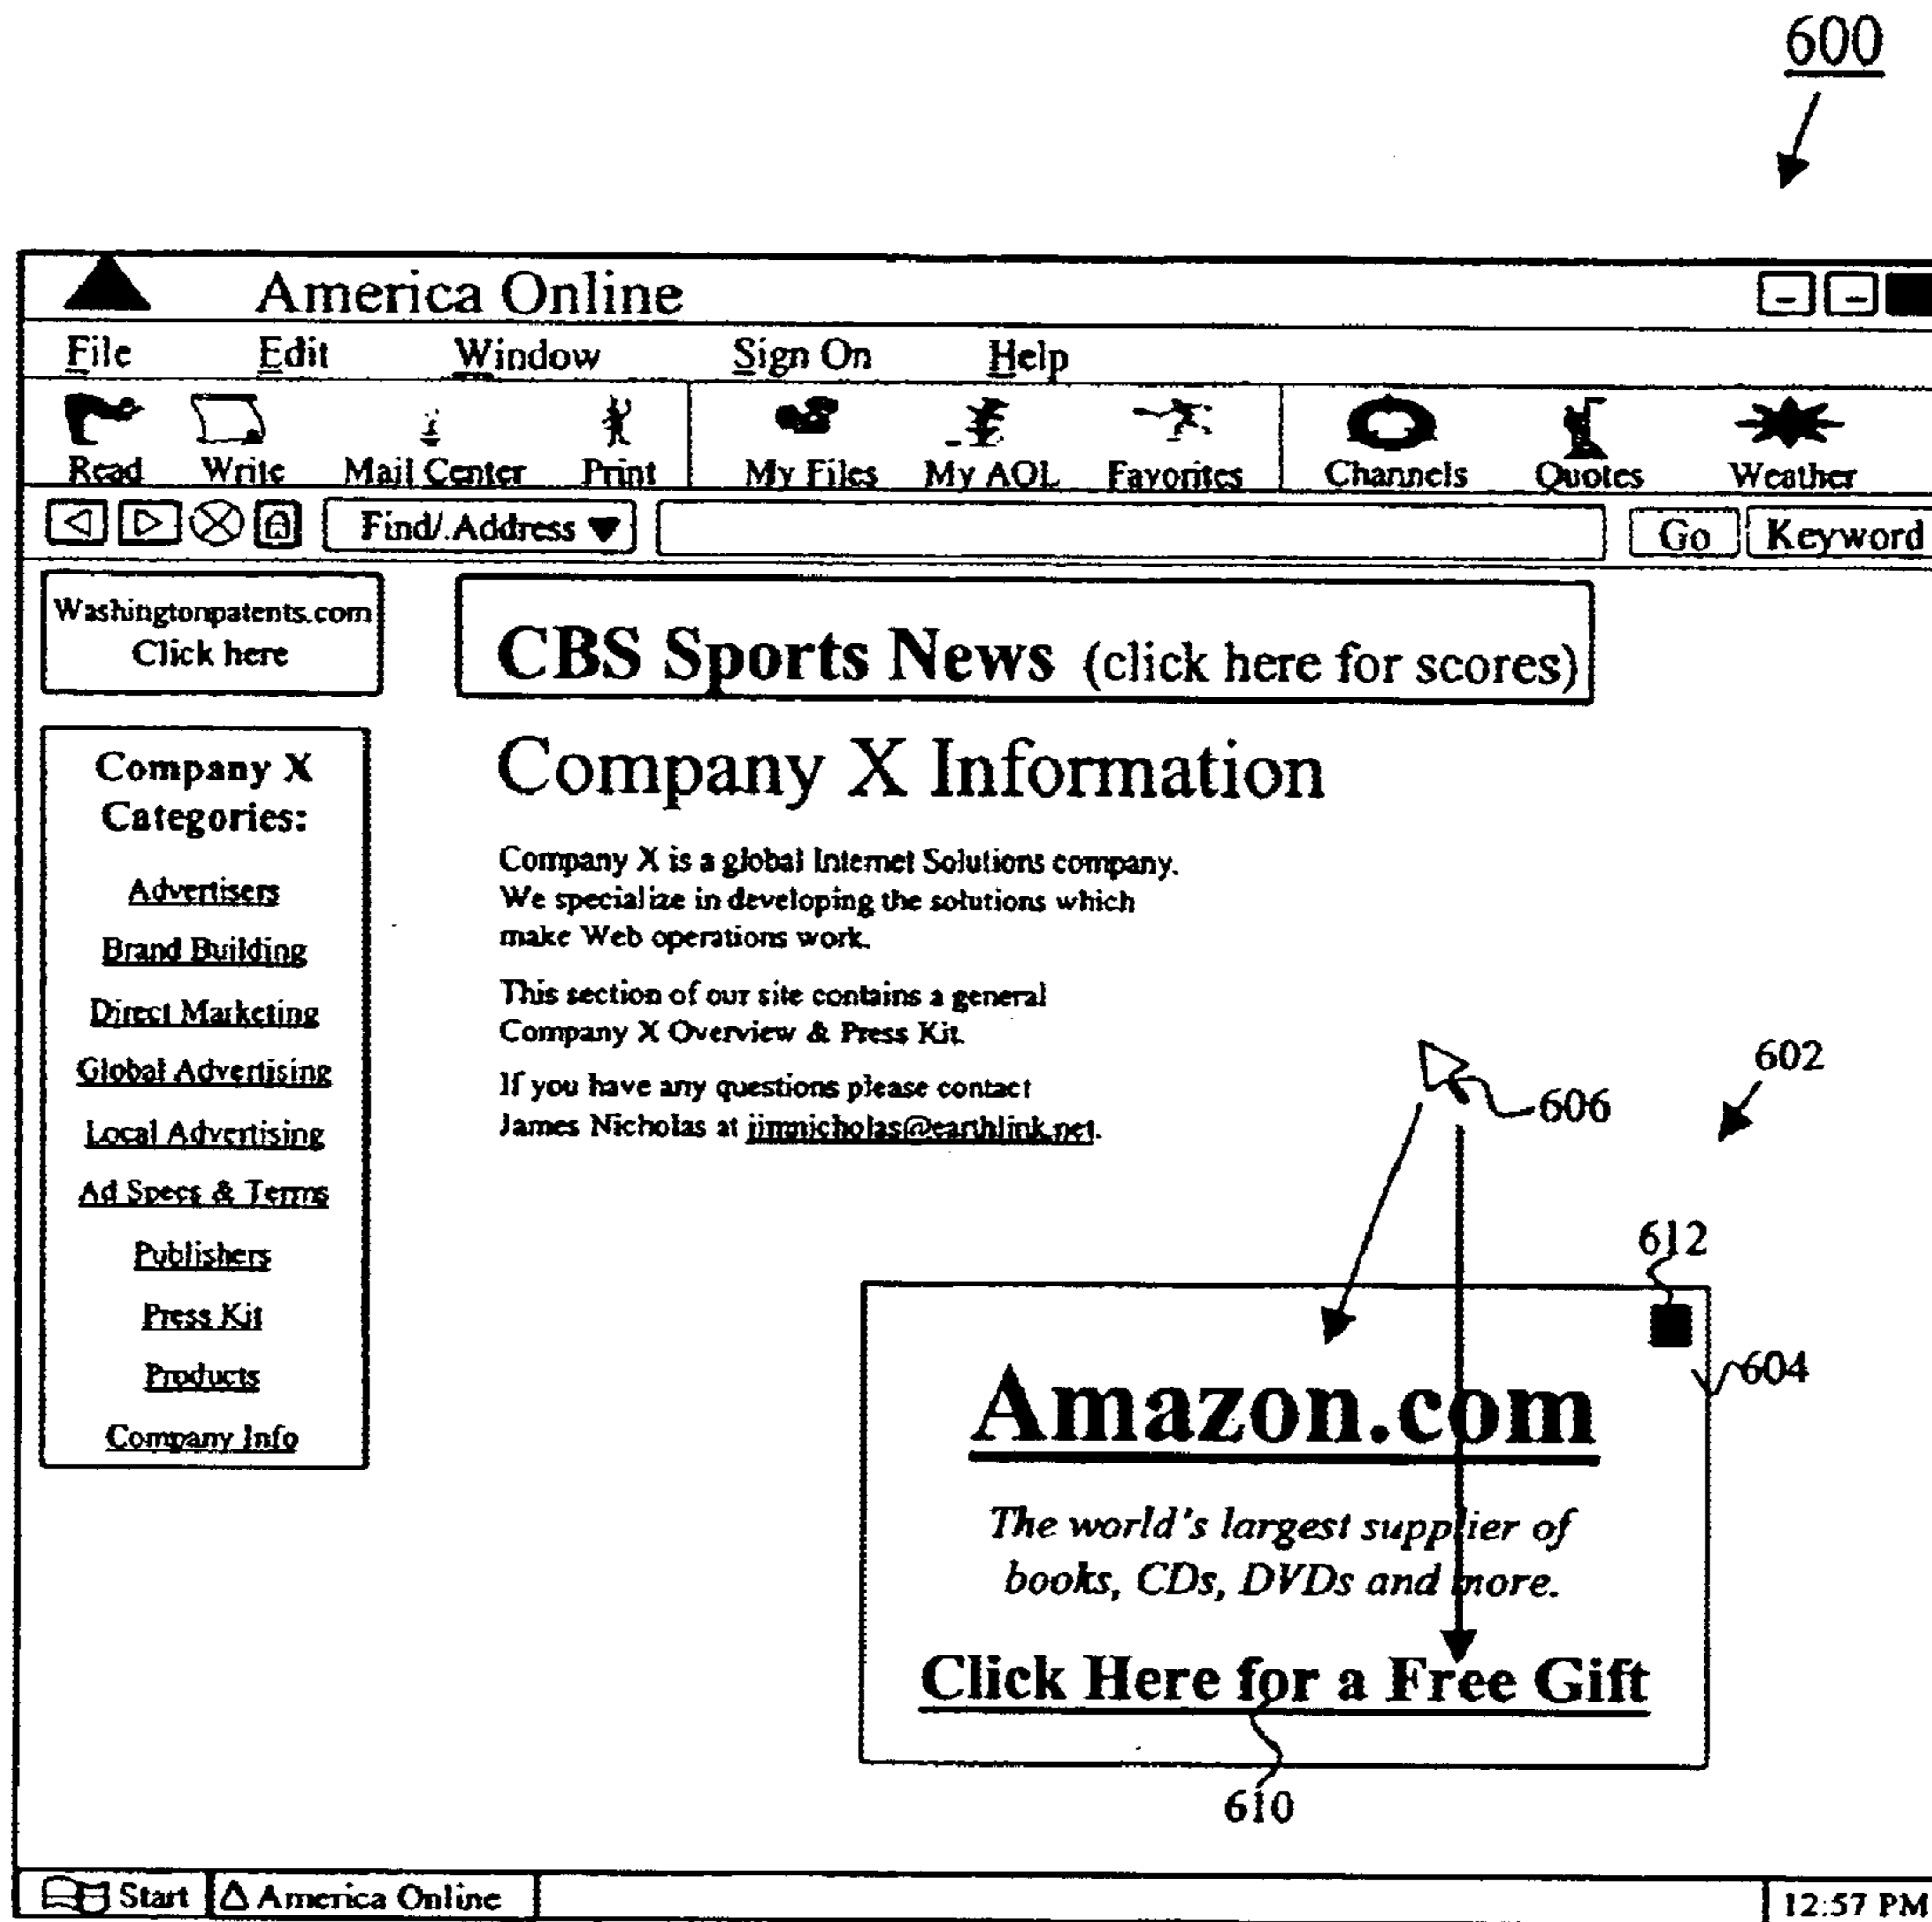 600
America Online
File Edit Window Sign On Help
Read Write Mail Center Print My Files My AOL Favorites Channels Quotes Weather
Find/.Address Go Keyword
Washingtonpatents.com
Click here
CBS Sports News (click here for scores)
Company X
Categories:
Advertisers
Brand Building
Direct Marketing
Global Advertising
Local Advertising
Ad Specs & Terms
Publishers
Press Kit
Products
Company Info
Company X Information
Company X is a global Internet Solutions company.
We specialize in developing the solutions which
make Web operations work.
This section of our site contains a general
Company X Overview & Press Kit.
If you have any questions please contact
James Nicholas at jimnicholas@earthlink.net.
602
606
612
604
Amazon.com
The world's largest supplier of
books, CDs, DVDs and more.
Click Here for a Free Gift
610
Start America Online 12:57 PM